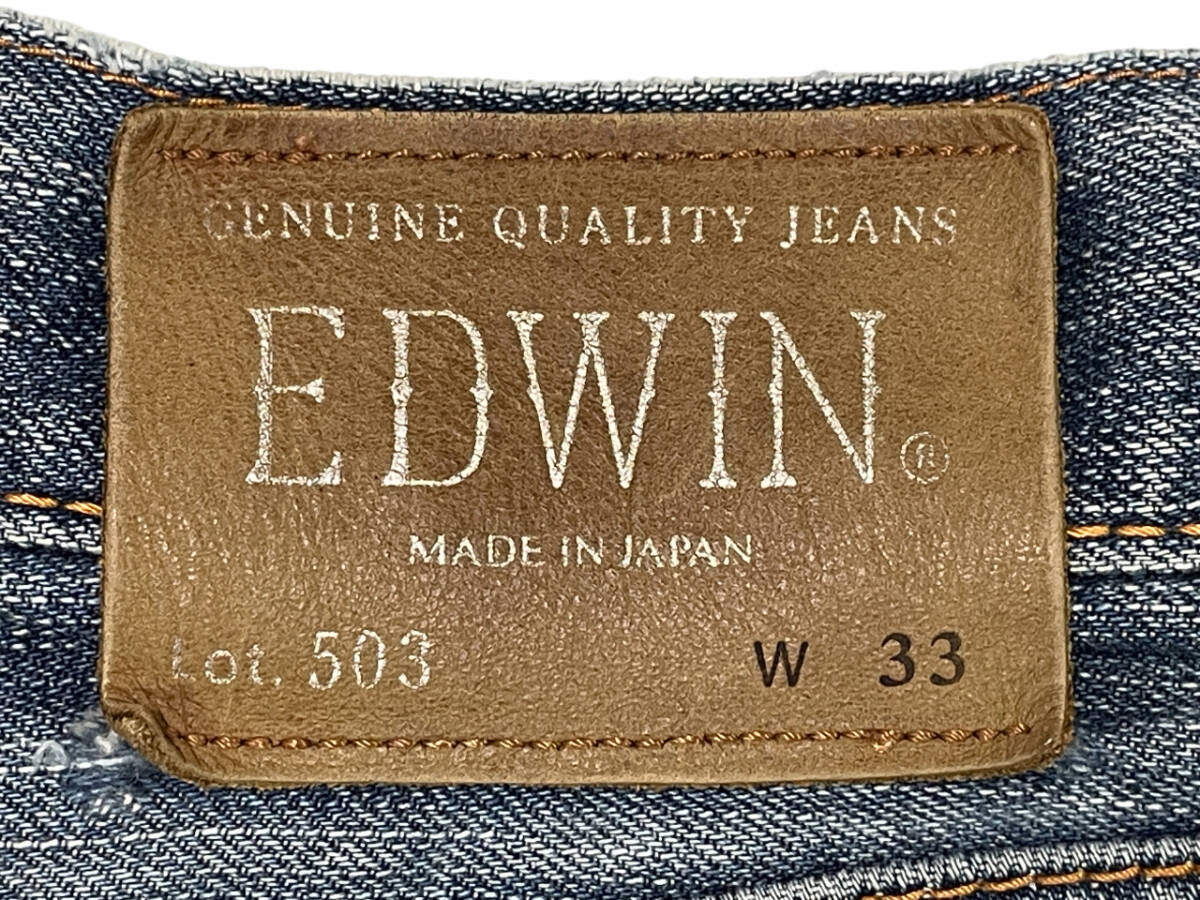 GENUINE QUALITY JEANS
EDWIN®
MADE IN JAPAN
Lot. 503 W 33